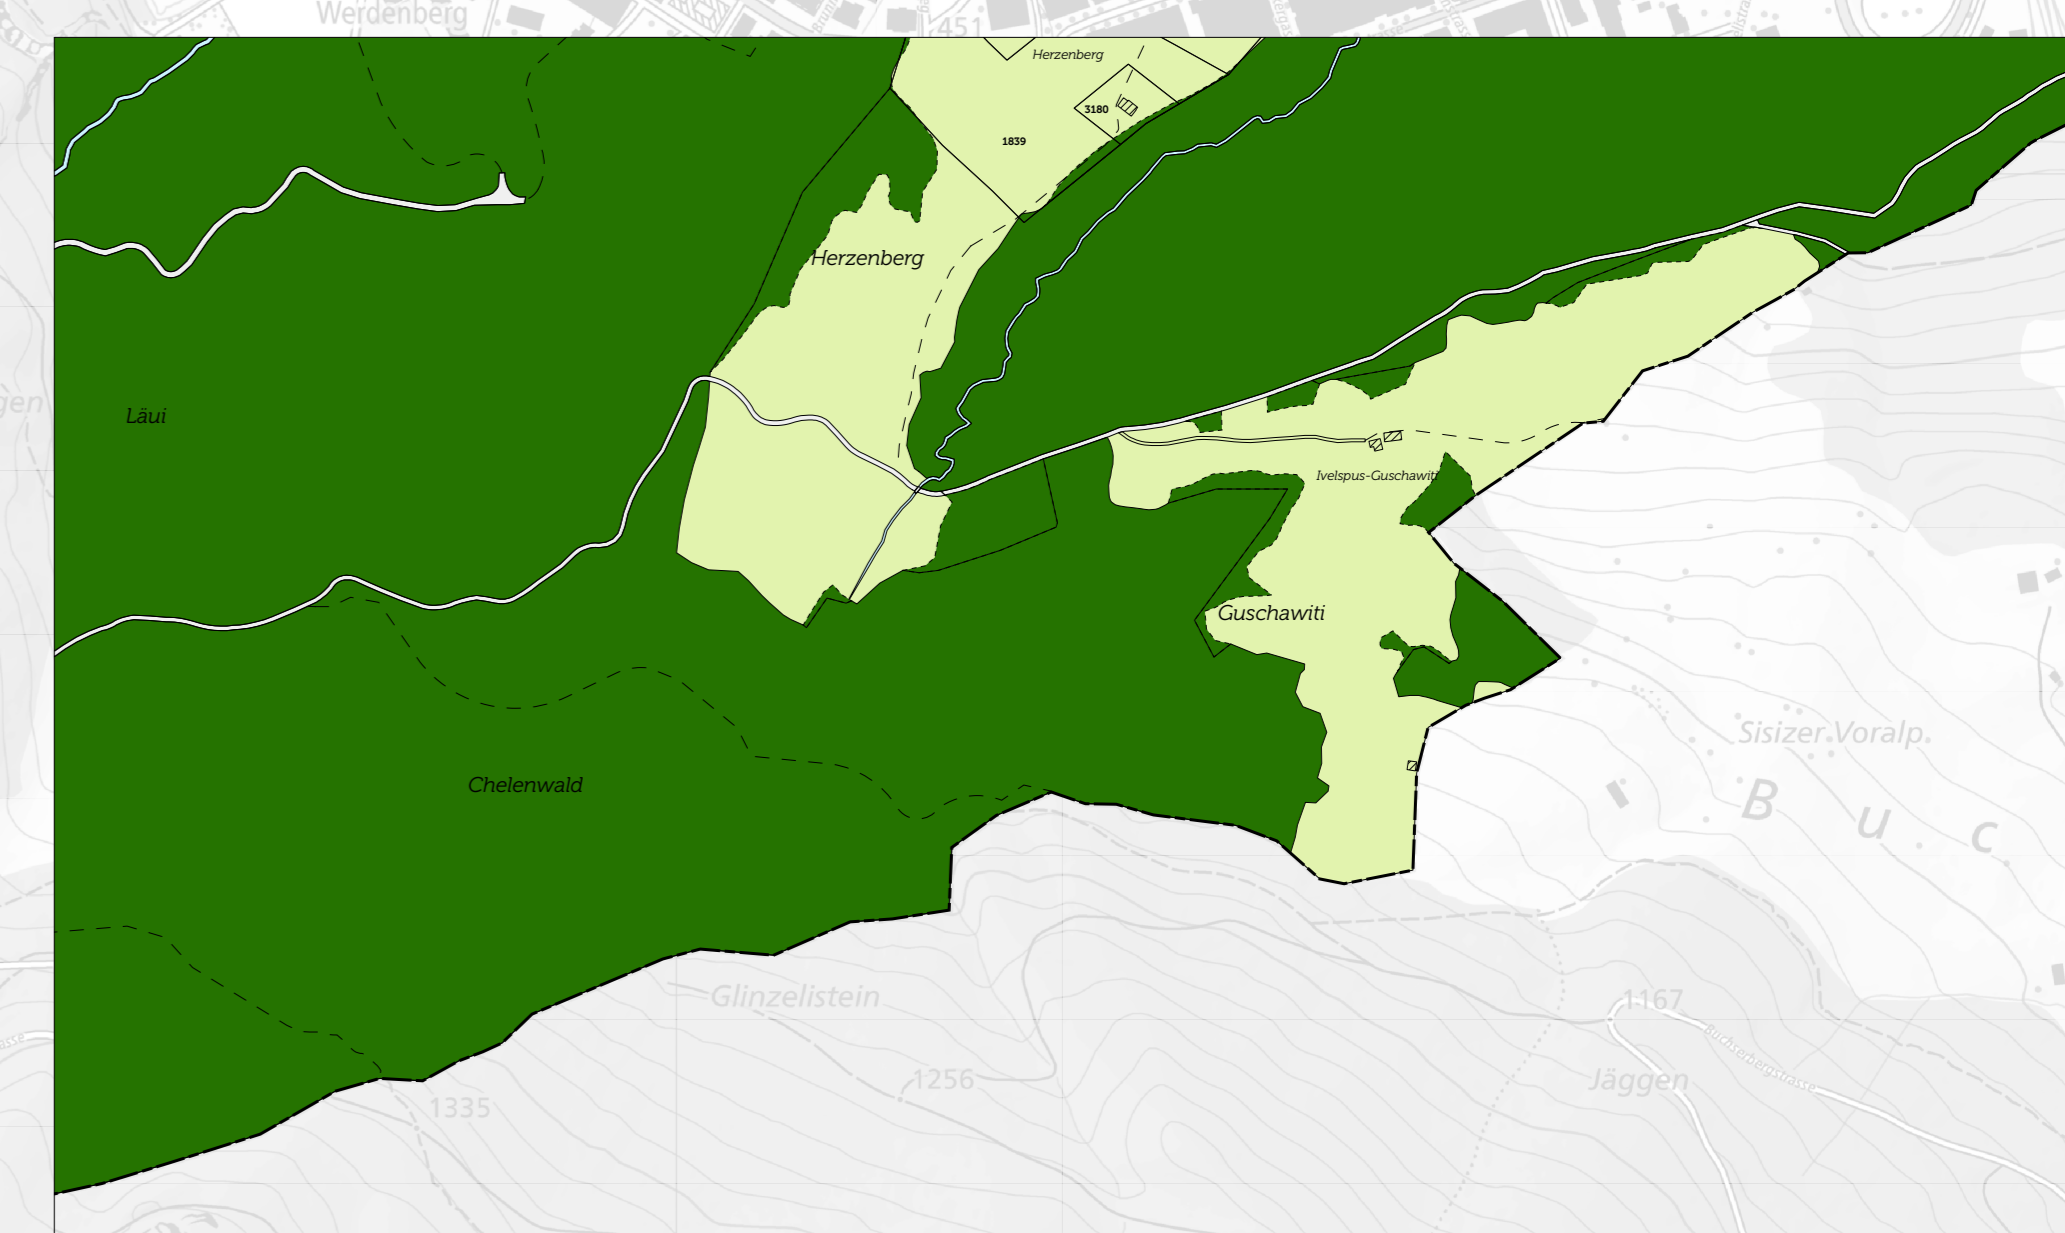 Werdenberg
451
Herzenberg
3180
1839
Herzenberg
Läui
Ivelspus-Guschawiti
Guschawiti
Sisizer Voralp
Chelenwald
B u c
Glinzelistein
1167
Buchserbergstrasse
1256
Jäggen
1335